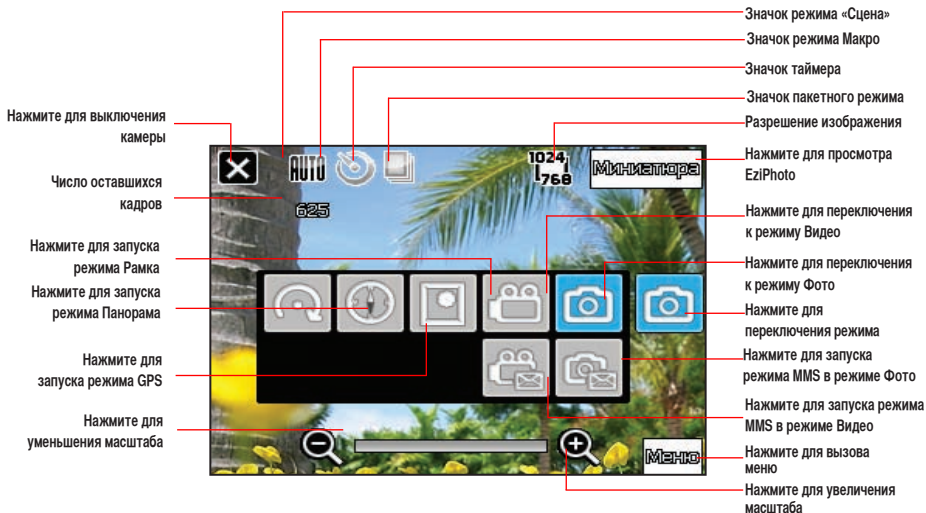 Значок режима «Сцена»
Значок режима Макро
Значок таймера
Значок пакетного режима
Разрешение изображения
Нажмите для просмотра
EziPhoto
Нажмите для переключения
к режиму Видео
Нажмите для переключения
к режиму Фото
Нажмите для
переключения режима
Нажмите для запуска
режима MMS в режиме Фото
Нажмите для запуска режима
MMS в режиме Видео
Нажмите для вызова
меню
Нажмите для увеличения
масштаба
Нажмите для выключения
камеры
Число оставшихся
кадров
Нажмите для запуска
режима Рамка
Нажмите для запуска
режима Панорама
Нажмите для
запуска режима GPS
Нажмите для
уменьшения масштаба
AUTO
1024
768
Миниатюра
625
Меню